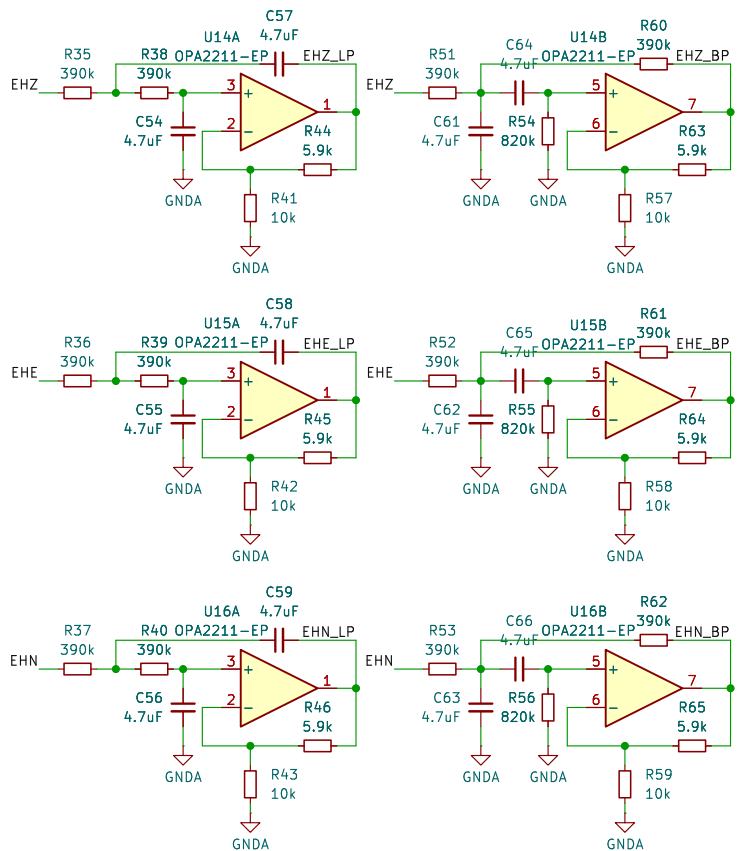 C57
4.7uF
U14A
OPA2211-EP
EHZ_LP
R35
390k
R38
390k
EHZ
3
+
2
−
1
C54
4.7uF
R44
5.9k
GNDA
R41
10k
GNDA
R60
390k
U14B
OPA2211-EP
EHZ_BP
C64
4.7uF
R51
390k
EHZ
5
+
6
−
7
C61
4.7uF
R54
820k
R63
5.9k
GNDA
GNDA
R57
10k
GNDA
C58
4.7uF
U15A
OPA2211-EP
EHE_LP
R36
390k
R39
390k
EHE
3
+
2
−
1
C55
4.7uF
R45
5.9k
GNDA
R42
10k
GNDA
R61
390k
U15B
OPA2211-EP
EHE_BP
C65
4.7uF
R52
390k
EHE
5
+
6
−
7
C62
4.7uF
R55
820k
R64
5.9k
GNDA
GNDA
R58
10k
GNDA
C59
4.7uF
U16A
OPA2211-EP
EHN_LP
R37
390k
R40
390k
EHN
3
+
2
−
1
C56
4.7uF
R46
5.9k
GNDA
R43
10k
GNDA
R62
390k
U16B
OPA2211-EP
EHN_BP
C66
4.7uF
R53
390k
EHN
5
+
6
−
7
C63
4.7uF
R56
820k
R65
5.9k
GNDA
GNDA
R59
10k
GNDA